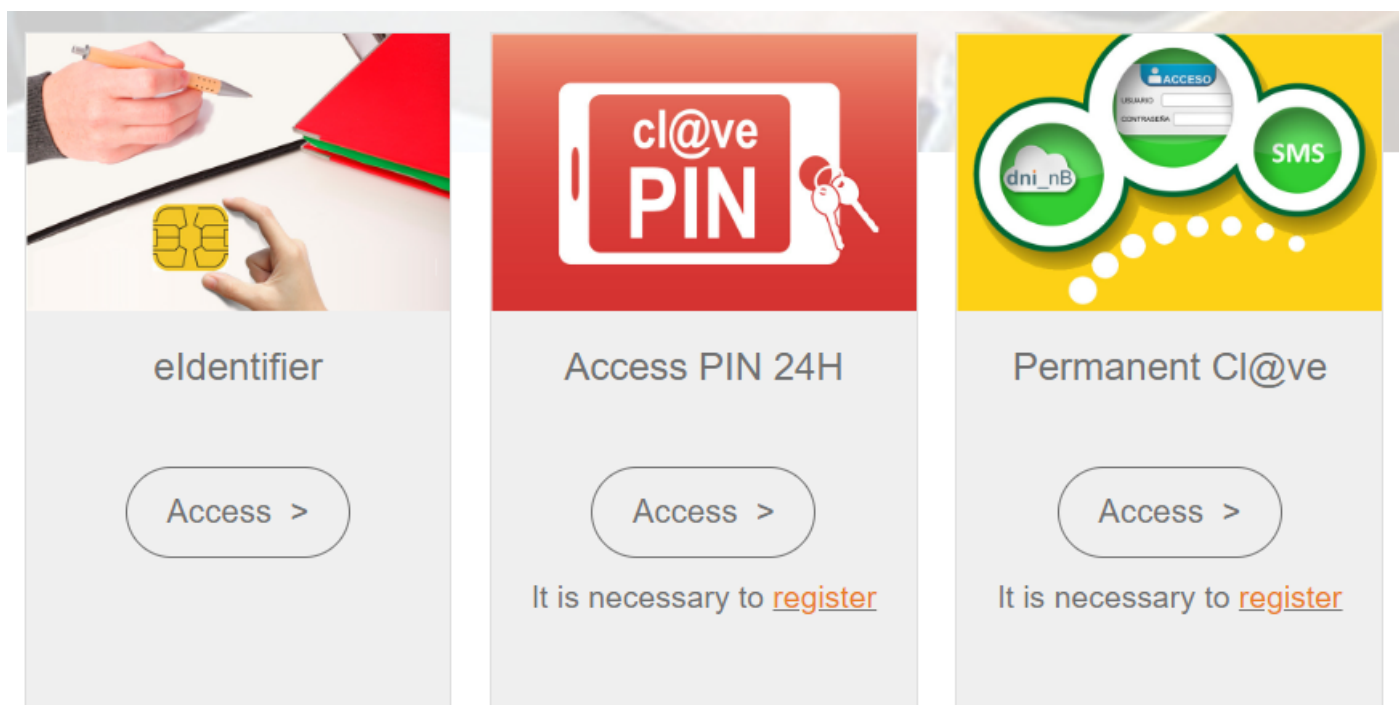 cl@ve
PIN
ACCESO
USUARIO
CONTRASEÑA
dni_nB
SMS
eIdentifier
Access >
Access PIN 24H
Access >
It is necessary to register
Permanent Cl@ve
Access >
It is necessary to register